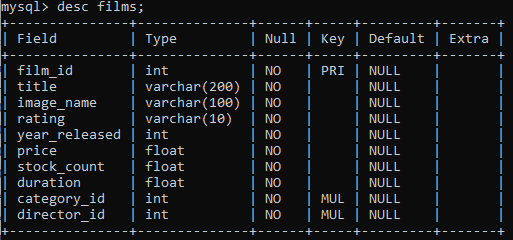 mysql> desc films;
+---------------+--------------+------+-----+---------+-------+
| Field         | Type         | Null | Key | Default | Extra |
+---------------+--------------+------+-----+---------+-------+
| film_id       | int          | NO   | PRI | NULL    |       |
| title         | varchar(200) | NO   |     | NULL    |       |
| image_name    | varchar(100) | NO   |     | NULL    |       |
| rating        | varchar(10)  | NO   |     | NULL    |       |
| year_released | int          | NO   |     | NULL    |       |
| price         | float        | NO   |     | NULL    |       |
| stock_count   | float        | NO   |     | NULL    |       |
| duration      | float        | NO   |     | NULL    |       |
| category_id   | int          | NO   | MUL | NULL    |       |
| director_id   | int          | NO   | MUL | NULL    |       |
+---------------+--------------+------+-----+---------+-------+